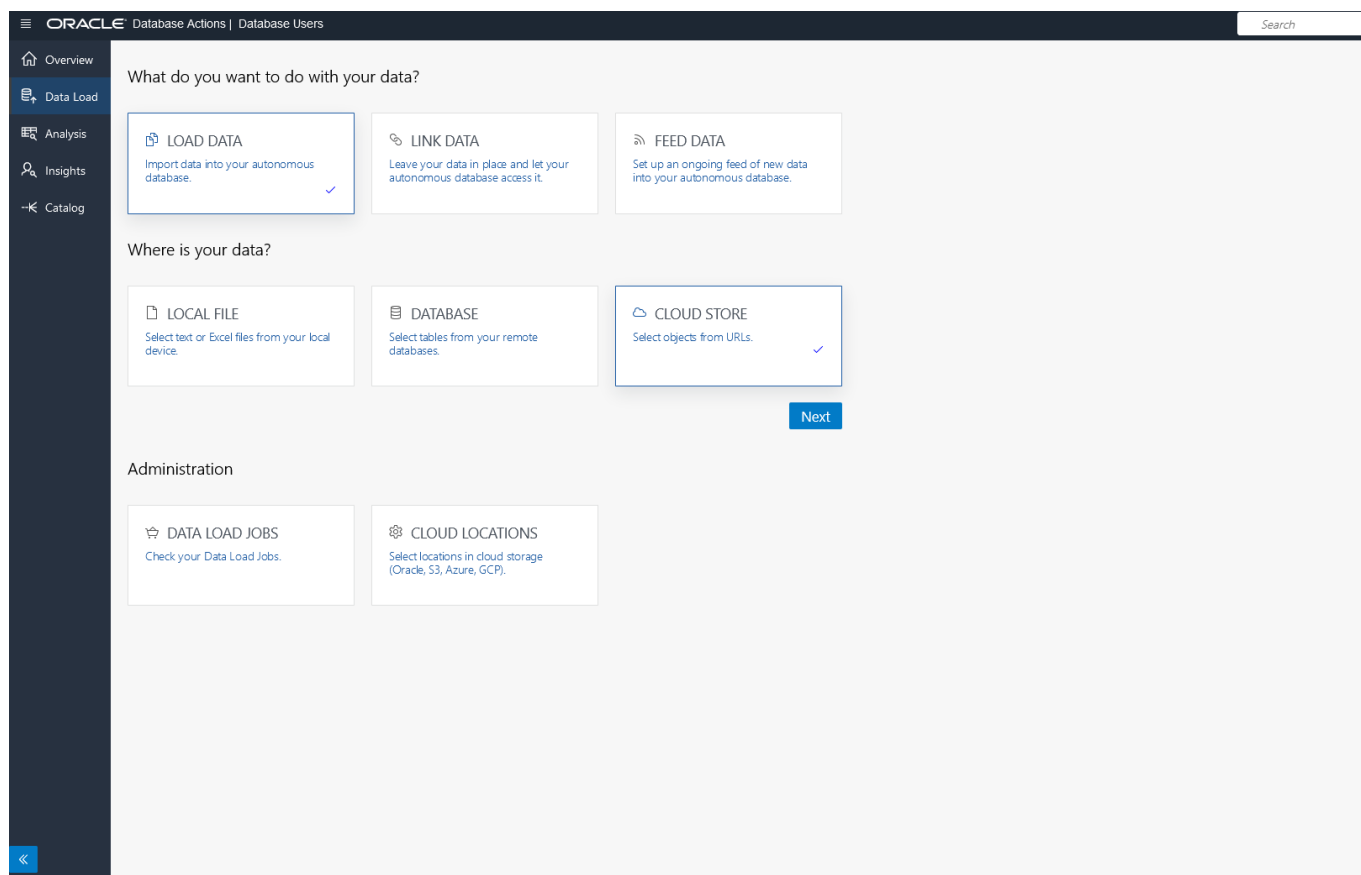 ORACLE Database Actions | Database Users
Search
Overview
Data Load
Analysis
Insights
Catalog
What do you want to do with your data?
LOAD DATA
Import data into your autonomous
database.
LINK DATA
Leave your data in place and let your
autonomous database access it.
FEED DATA
Set up an ongoing feed of new data
into your autonomous database.
Where is your data?
LOCAL FILE
Select text or Excel files from your local
device.
DATABASE
Select tables from your remote
databases.
CLOUD STORE
Select objects from URLs.
Next
Administration
DATA LOAD JOBS
Check your Data Load Jobs.
CLOUD LOCATIONS
Select locations in cloud storage
(Oracle, S3, Azure, GCP).